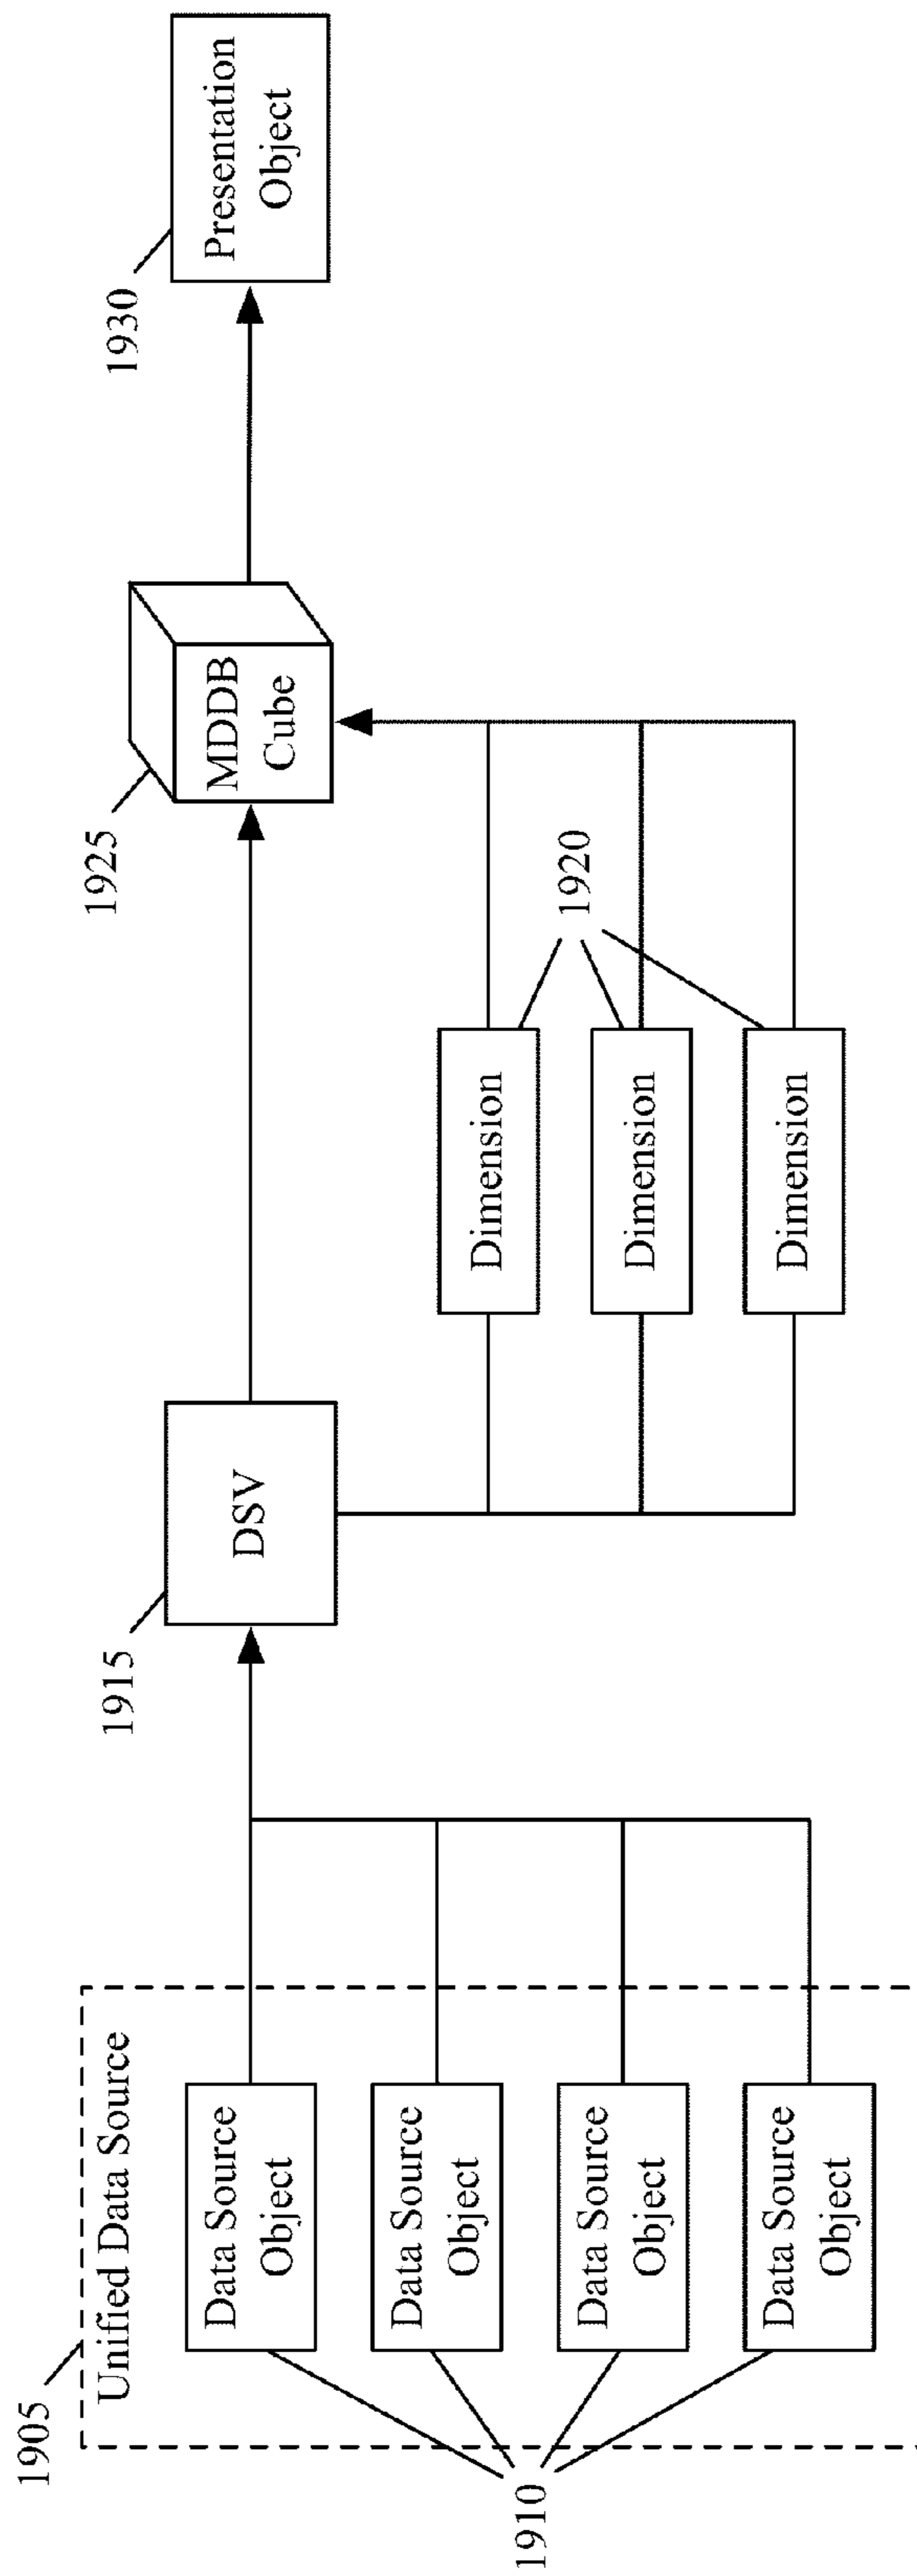 1905
Unified Data Source
Data Source
Object
Data Source
Object
Data Source
Object
Data Source
Object
1910
1915
DSV
Dimension
Dimension
Dimension
1920
1925
MDDB
Cube
1930
Presentation
Object